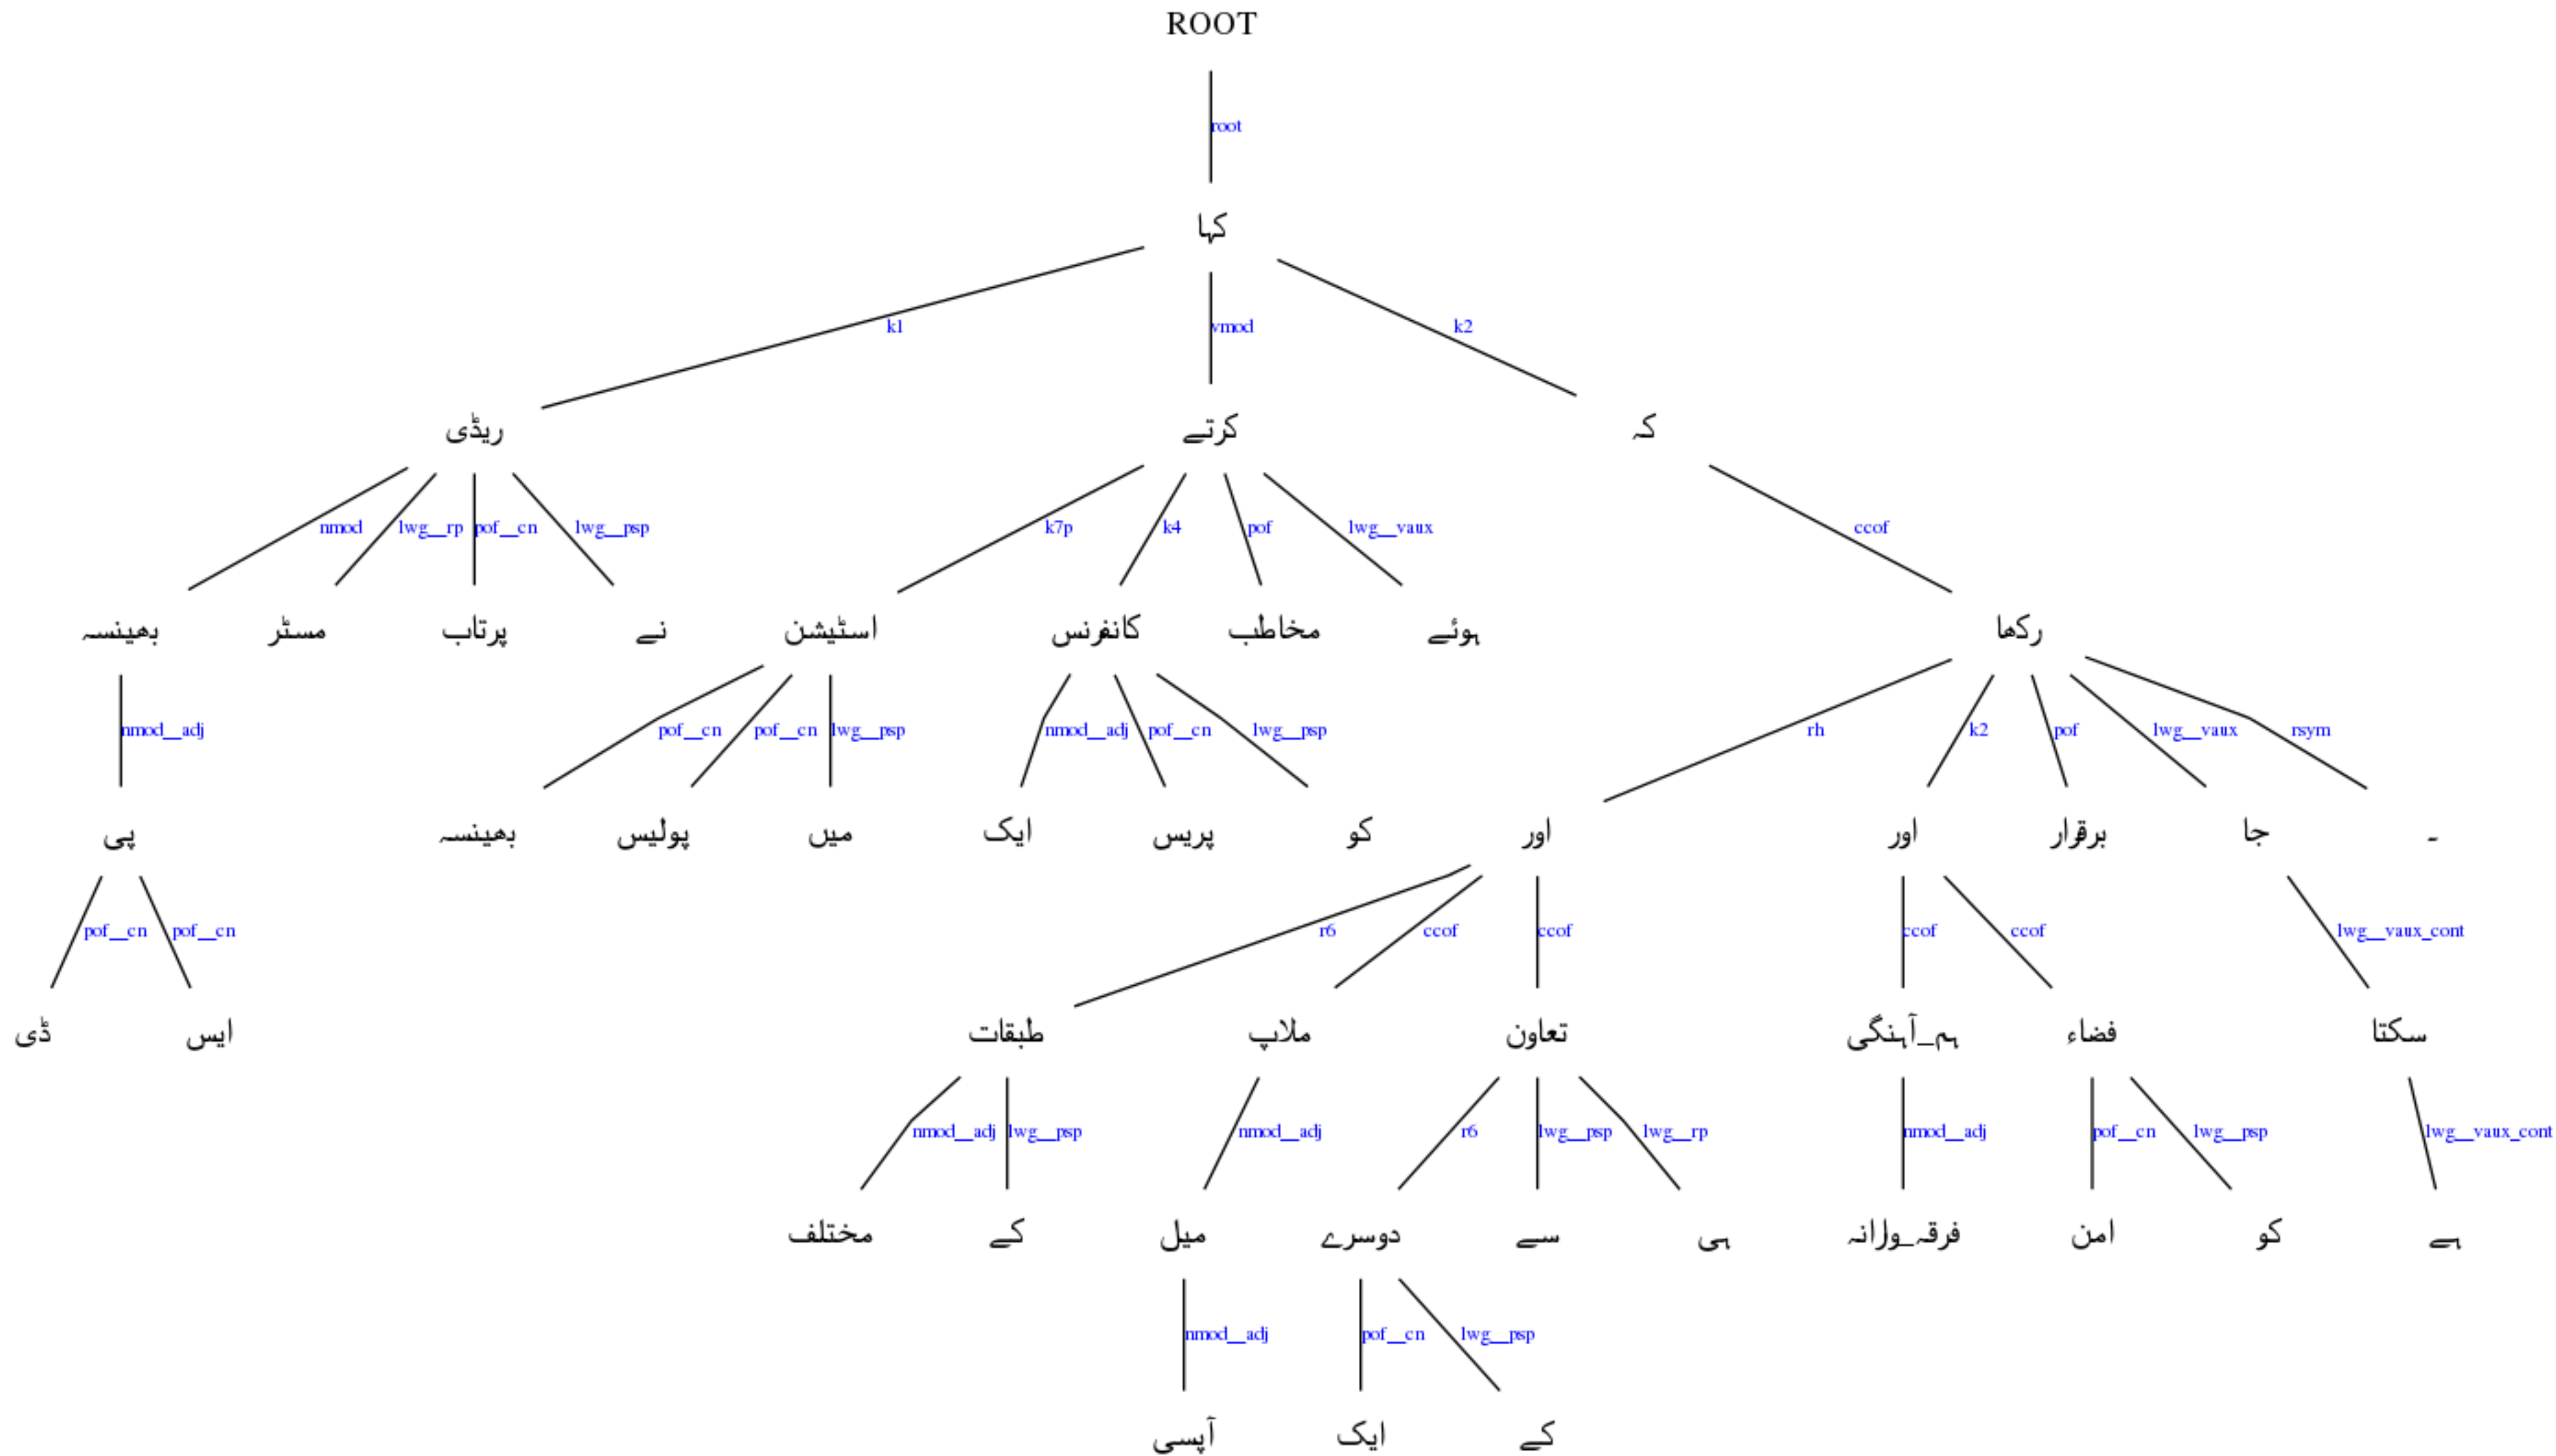 ROOT
root
کہا
k1 vmod k2
ریڈی کرتے کہ
nmod lwg__rp pof__cn lwg__psp k7p k4 pof lwg__vaux ccof
بھینسہ مسٹر پرتاب نے اسٹیشن کانفرنس مخاطب ہوئے رکھا
nmod__adj pof__cn pof__cn lwg__psp nmod__adj pof__cn lwg__psp rh k2 pof lwg__vaux rsym
پی بھینسہ پولیس میں ایک پریس کو اور اور برقرار جا ۔
pof__cn pof__cn r6 ccof ccof ccof ccof lwg__vaux_cont
ڈی ایس طبقات ملاپ تعاون ہم_آہنگی فضاء سکتا
nmod__adj lwg__psp nmod__adj r6 lwg__psp lwg__rp nmod__adj pof__cn lwg__psp lwg__vaux_cont
مختلف کے میل دوسرے سے ہی فرقہ_وارانہ امن کو ہے
nmod__adj pof__cn lwg__psp
آپسی ایک کے